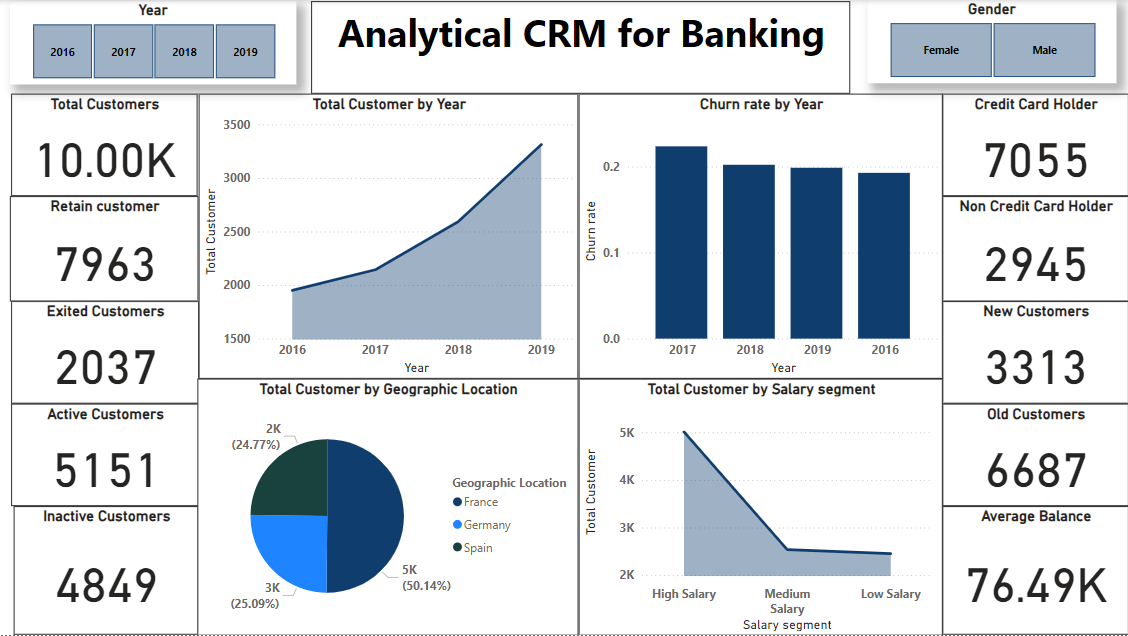 Year
2016 2017 2018 2019
Analytical CRM for Banking
Gender
Female Male
Total Customers
10.00K
Retain customer
7963
Exited Customers
2037
Active Customers
5151
Inactive Customers
4849
Total Customer by Year
3500
3000
2500
2000
1500
Total Customer
2016 2017 2018 2019
Year
Churn rate by Year
0.2
0.1
0.0
Churn rate
2017 2018 2019 2016
Year
Total Customer by Geographic Location
2K
(24.77%)
3K
(25.09%)
5K
(50.14%)
Geographic Location
France
Germany
Spain
Total Customer by Salary segment
5K
4K
3K
2K
Total Customer
High Salary
Medium
Salary
Low Salary
Salary segment
Credit Card Holder
7055
Non Credit Card Holder
2945
New Customers
3313
Old Customers
6687
Average Balance
76.49K